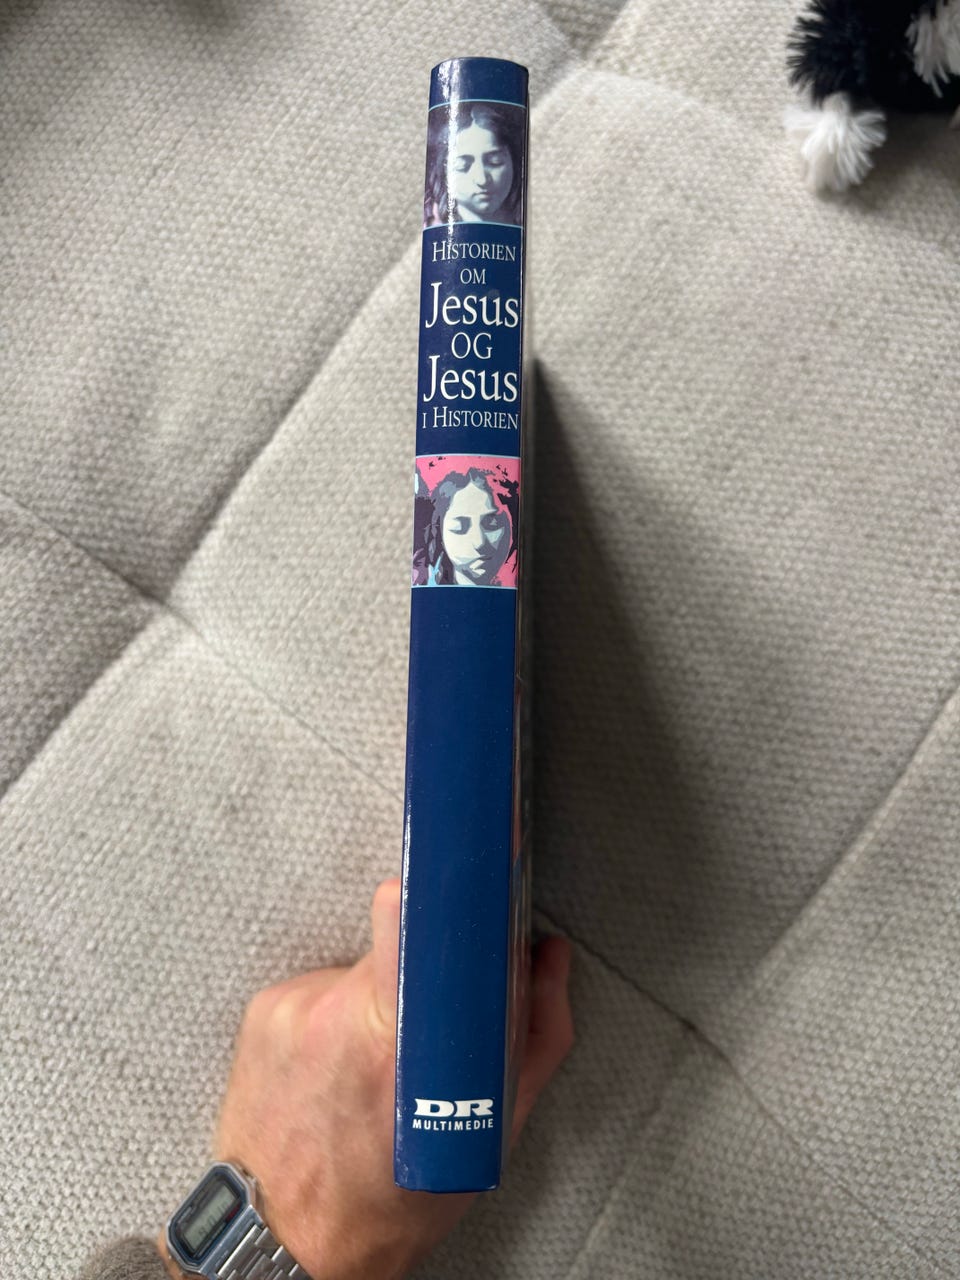 HISTORIEN
OM
Jesus
OG
Jesus
I HISTORIEN
DR
MULTIMEDIE